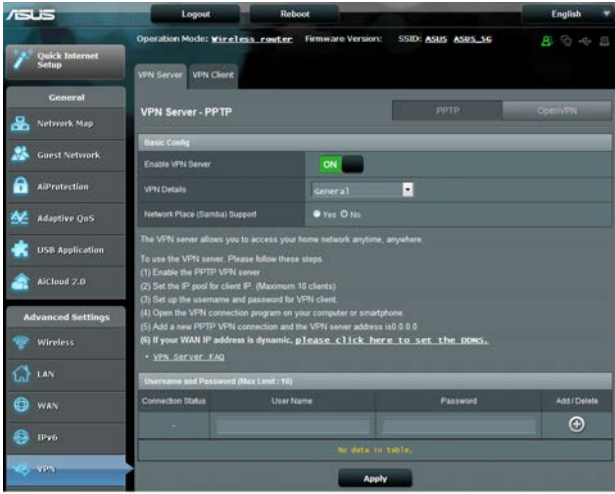 ASUS
Logout
Reboot
English
Operation Mode: Wireless router Firmware Version: SSID: ASUS ASUS_5G
Quick Internet Setup
VPN Server VPN Client
General
Network Map
Guest Network
AiProtection
Adaptive QoS
USB Application
AiCloud 2.0
Advanced Settings
Wireless
LAN
WAN
IPv6
VPN
VPN Server - PPTP
PPTP OpenVPN
Basic Config
Enable VPN Server ON
VPN Details General
Network Place (Samba) Support Yes No
The VPN server allows you to access your home network anytime, anywhere
To use the VPN server. Please follow these steps.
(1) Enable the PPTP VPN server
(2) Set the IP pool for client IP. (Maximum 10 clients)
(3) Set up the username and password for VPN client.
(4) Open the VPN connection program on your computer or smartphone
(5) Add a new PPTP VPN connection and the VPN server address is0.0.0.0
(6) If your WAN IP address is dynamic, please click here to set the DDNS.
VPN Server FAQ
Username and Password (Max Limit : 16)
Connection Status User Name Password Add / Delete
-
No data in table.
Apply